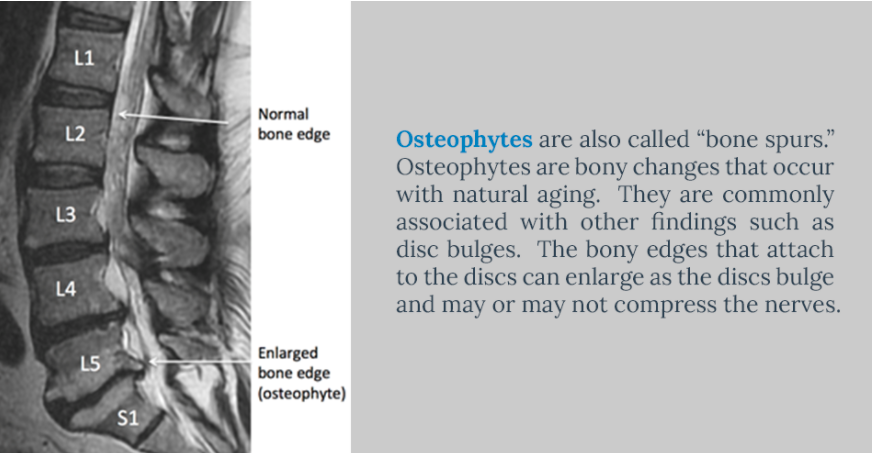 L1
L2
L3
L4
L5
S1
Normal
bone edge
Enlarged
bone edge
(osteophyte)
Osteophytes are also called “bone spurs.”
Osteophytes are bony changes that occur
with natural aging. They are commonly
associated with other findings such as
disc bulges. The bony edges that attach
to the discs can enlarge as the discs bulge
and may or may not compress the nerves.